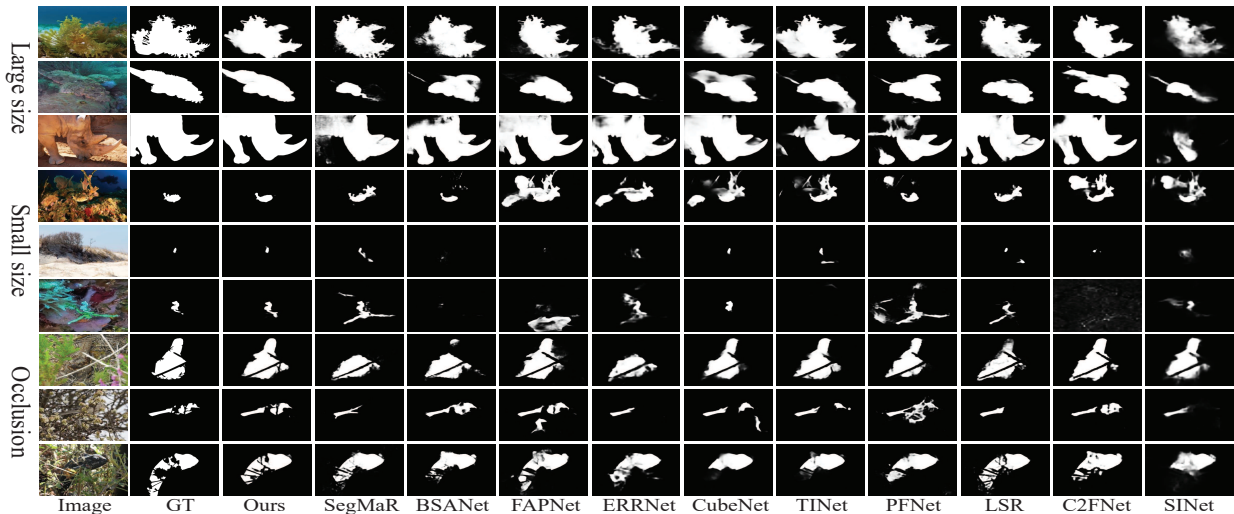 Large size
Small size
Occlusion
Image GT Ours SegMaR BSANet FAPNet ERRNet CubeNet TINet PFNet LSR C2FNet SINet